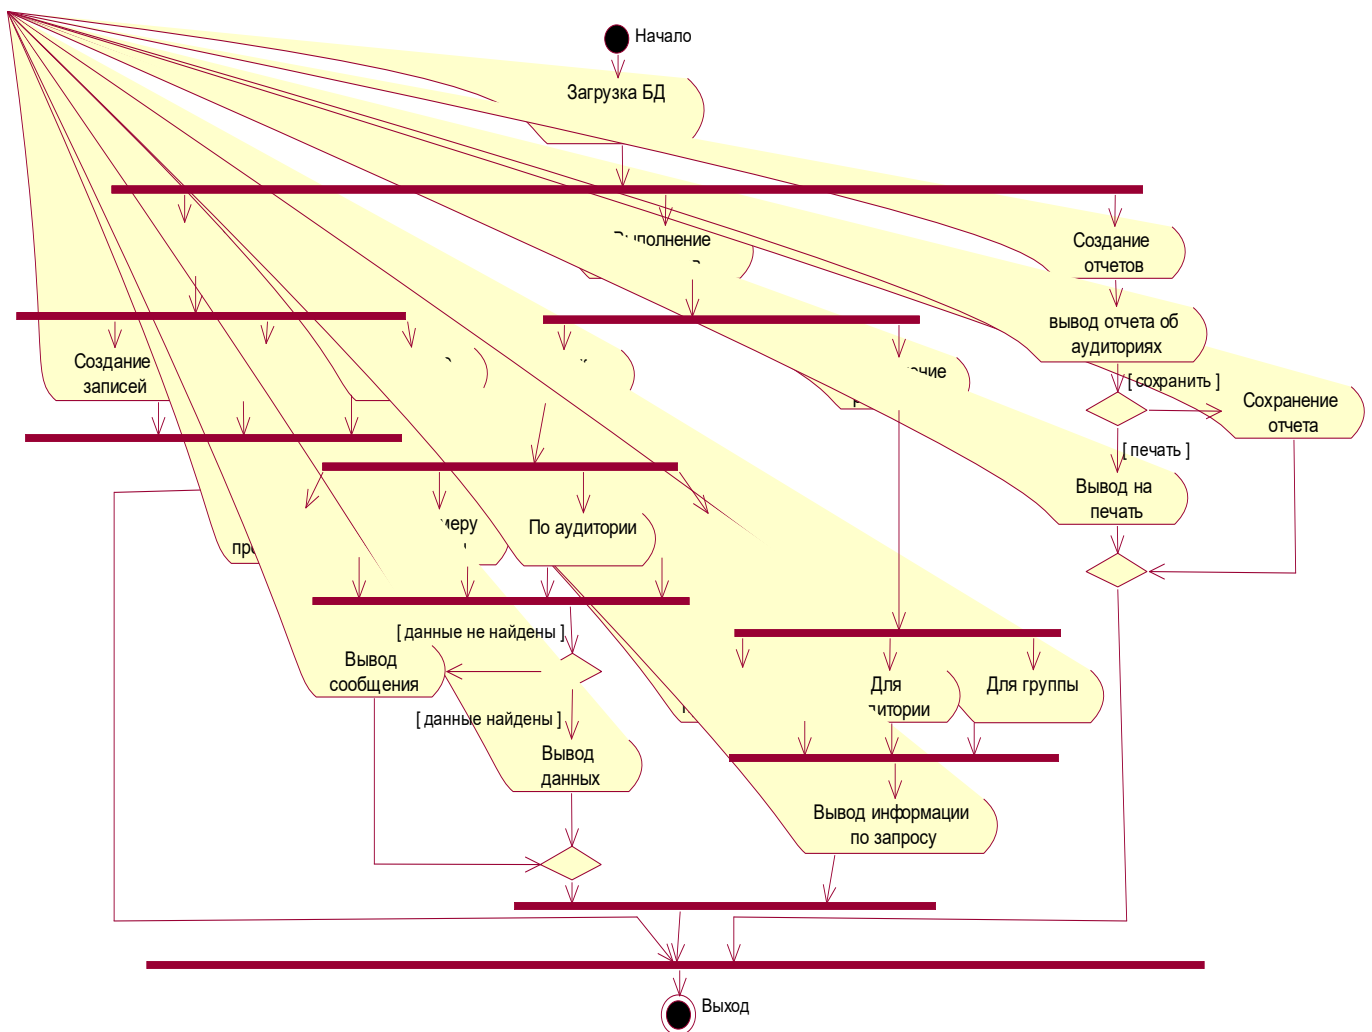 Начало
Загрузка БД
Создание
отчетов
вывод отчета об
аудиториях
Создание
записей
[ сохранить ]
Сохранение
отчета
[ печать ]
Вывод на
печать
По аудитории
[ данные не найдены ]
Вывод
сообщения
Для
Для группы
[ данные найдены ]
Вывод
данных
Вывод информации
по запросу
Выход